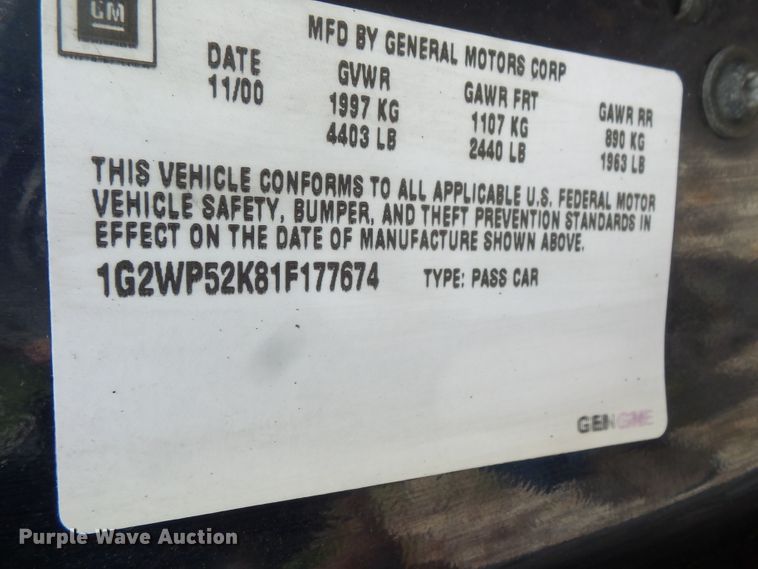 GM
MFD BY GENERAL MOTORS CORP
DATE GVWR GAWR FRT GAWR RR
11/00 1997 KG 1107 KG 890 KG
4403 LB 2440 LB 1963 LB
THIS VEHICLE CONFORMS TO ALL APPLICABLE U.S. FEDERAL MOTOR
VEHICLE SAFETY, BUMPER, AND THEFT PREVENTION STANDARDS IN
EFFECT ON THE DATE OF MANUFACTURE SHOWN ABOVE.
1G2WP52K81F177674 TYPE: PASS CAR
Purple Wave Auction